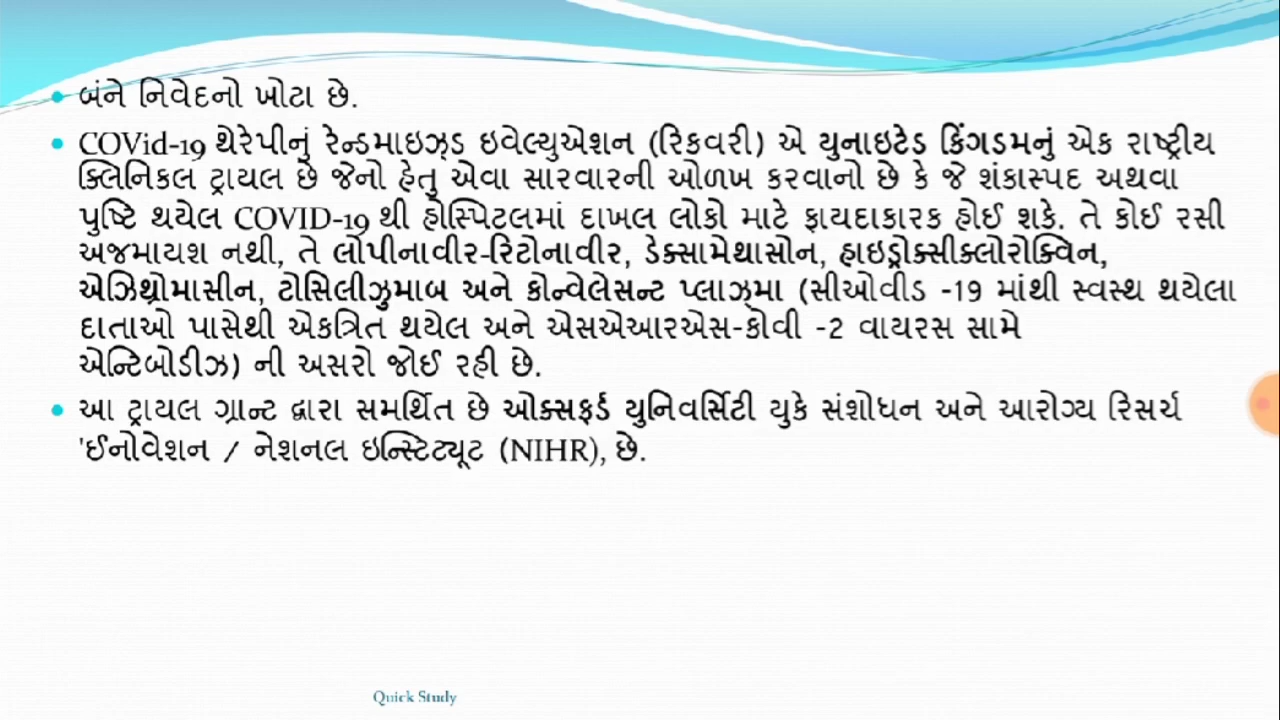 બંને નિવેદનો ખોટા છે.
COVid-19 થેરેપીનું રેન્ડમાઇઝ્ડ ઇવેલ્યુએશન (રિકવરી) એ યુનાઇટેડ કિંગડમનું એક રાષ્ટ્રીય
ક્લિનિકલ ટ્રાયલ છે જેનો હેતુ એવા સારવારની ઓળખ કરવાનો છે કે જે શંકાસ્પદ અથવા
પુષ્ટિ થયેલ COVID-19 થી હોસ્પિટલમાં દાખલ લોકો માટે ફાયદાકારક હોઈ શકે. તે કોઈ રસી
અજમાયશ નથી, તે લોપીનાવીર-રિટોનાવીર, ડેક્સામેથાસોન, હાઇડ્રોક્સીક્લોરોક્વિન,
એઝિથ્રોમાસીન, ટોસિલીઝુમાબ અને કોન્વેલેસન્ટ પ્લાઝ્મા (સીઓવીડ -19 માંથી સ્વસ્થ થયેલા
દાતાઓ પાસેથી એકત્રિત થયેલ અને એસએઆરએસ-કોવી -2 વાયરસ સામે
એન્ટિબોડીઝ) ની અસરો જોઈ રહી છે.
આ ટ્રાયલ ગ્રાન્ટ દ્વારા સમર્થિત છે ઓક્સફર્ડ યુનિવર્સિટી યુકે સંશોધન અને આરોગ્ય રિસર્ચ
'ઈનોવેશન / નેશનલ ઇન્સ્ટિટ્યૂટ (NIHR), છે.
Quick Study